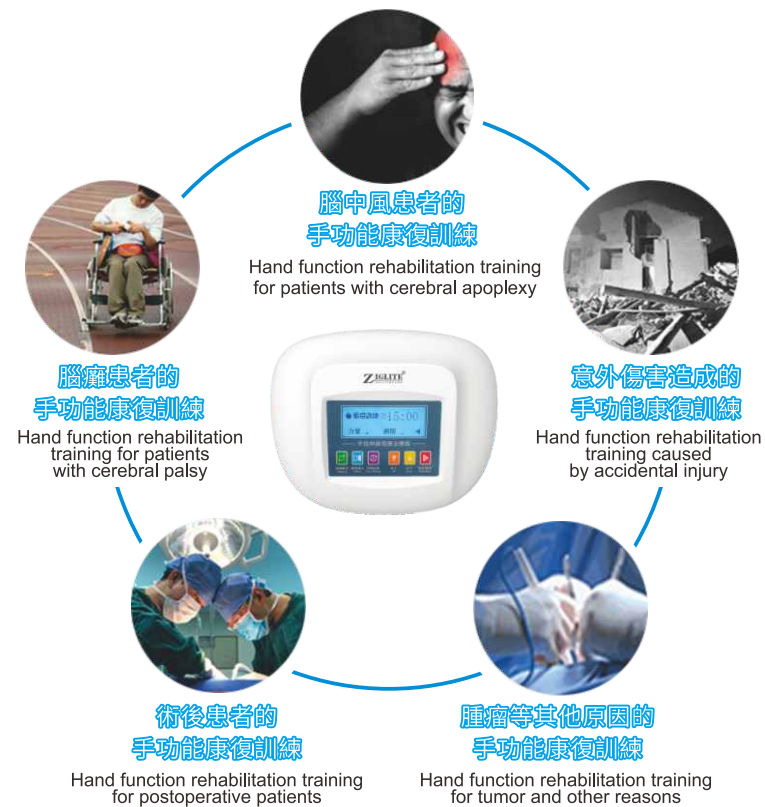 腦中風患者的
手功能康復訓練
Hand function rehabilitation training
for patients with cerebral apoplexy
腦癱患者的
手功能康復訓練
Hand function rehabilitation
training for patients
with cerebral palsy
意外傷害造成的
手功能康復訓練
Hand function rehabilitation
training caused
by accidental injury
ZIGLITE
15:00
術後患者的
手功能康復訓練
Hand function rehabilitation training
for postoperative patients
腫瘤等其他原因的
手功能康復訓練
Hand function rehabilitation training
for tumor and other reasons